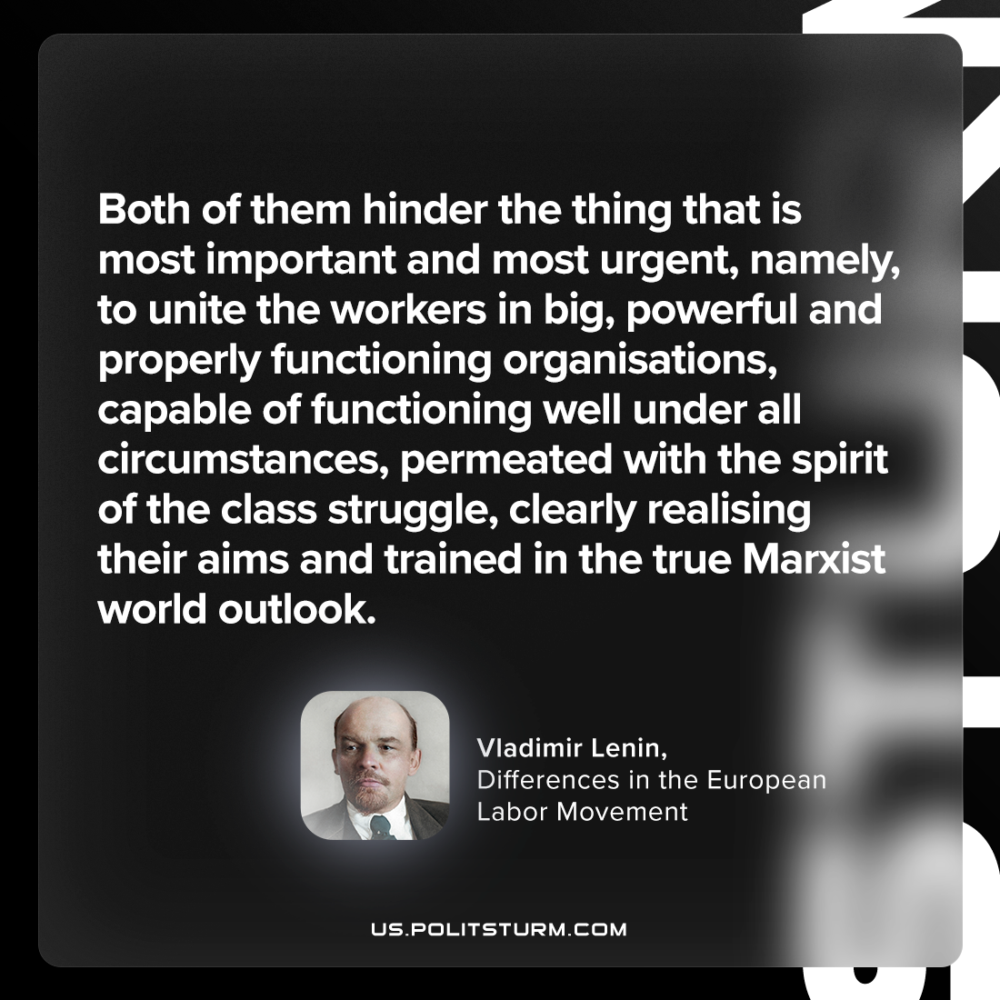 Both of them hinder the thing that is
most important and most urgent, namely,
to unite the workers in big, powerful and
properly functioning organisations,
capable of functioning well under all
circumstances, permeated with the spirit
of the class struggle, clearly realising
their aims and trained in the true Marxist
world outlook.
Vladimir Lenin,
Differences in the European
Labor Movement
US.POLITSTURM.COM